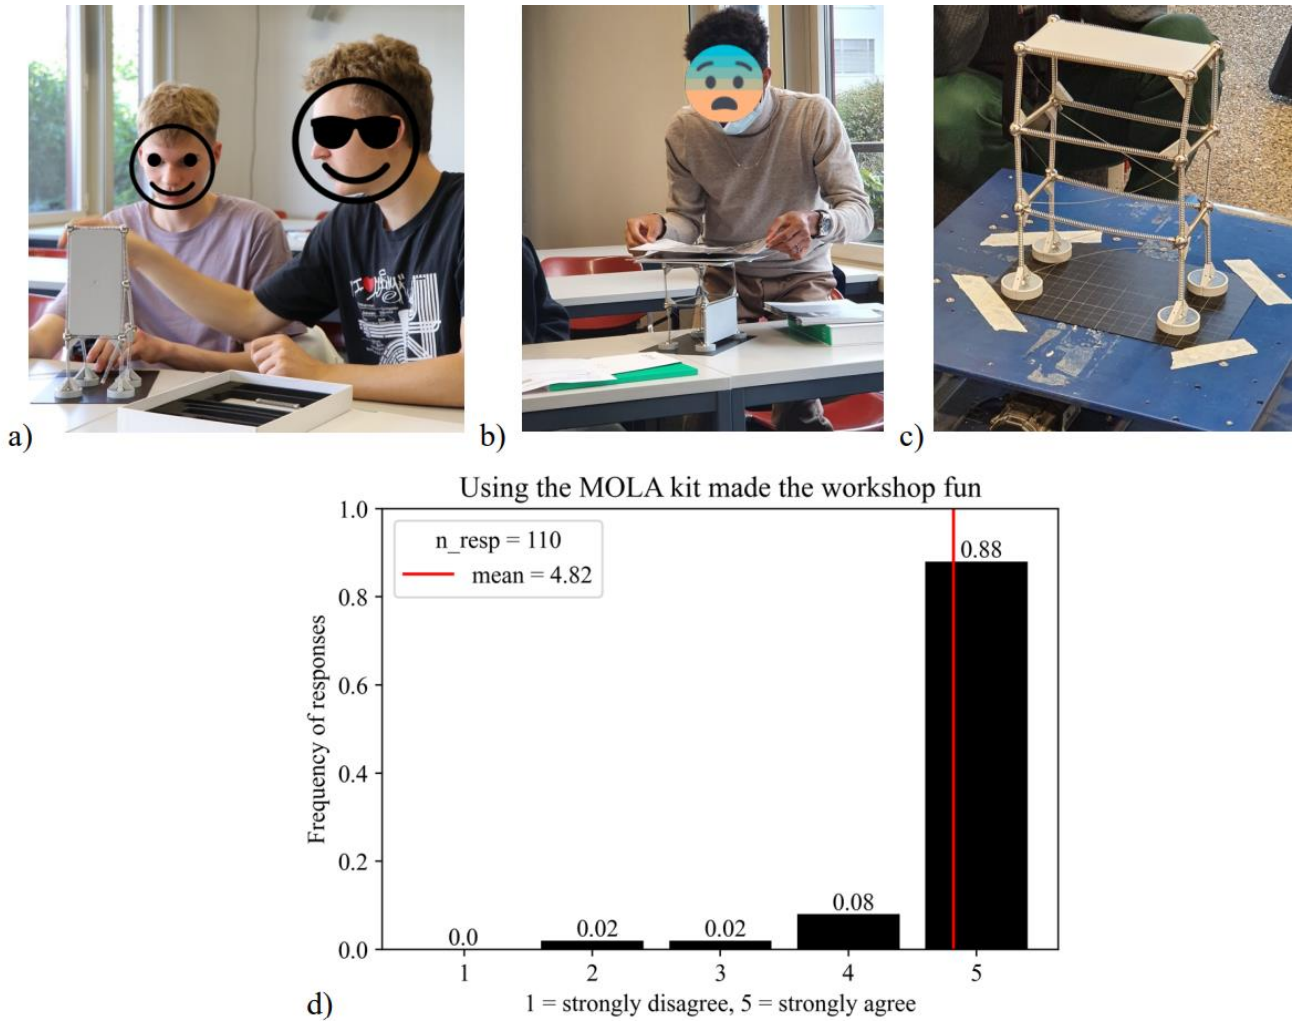 I
a)
b)
c)
Using the MOLA kit made the workshop fun
n_resp = 110
mean = 4.82
Frequency of responses
1.0
0.8
0.6
0.4
0.2
0.0
0.0
0.02
0.02
0.08
0.88
1
2
3
4
5
1 = strongly disagree, 5 = strongly agree
d)